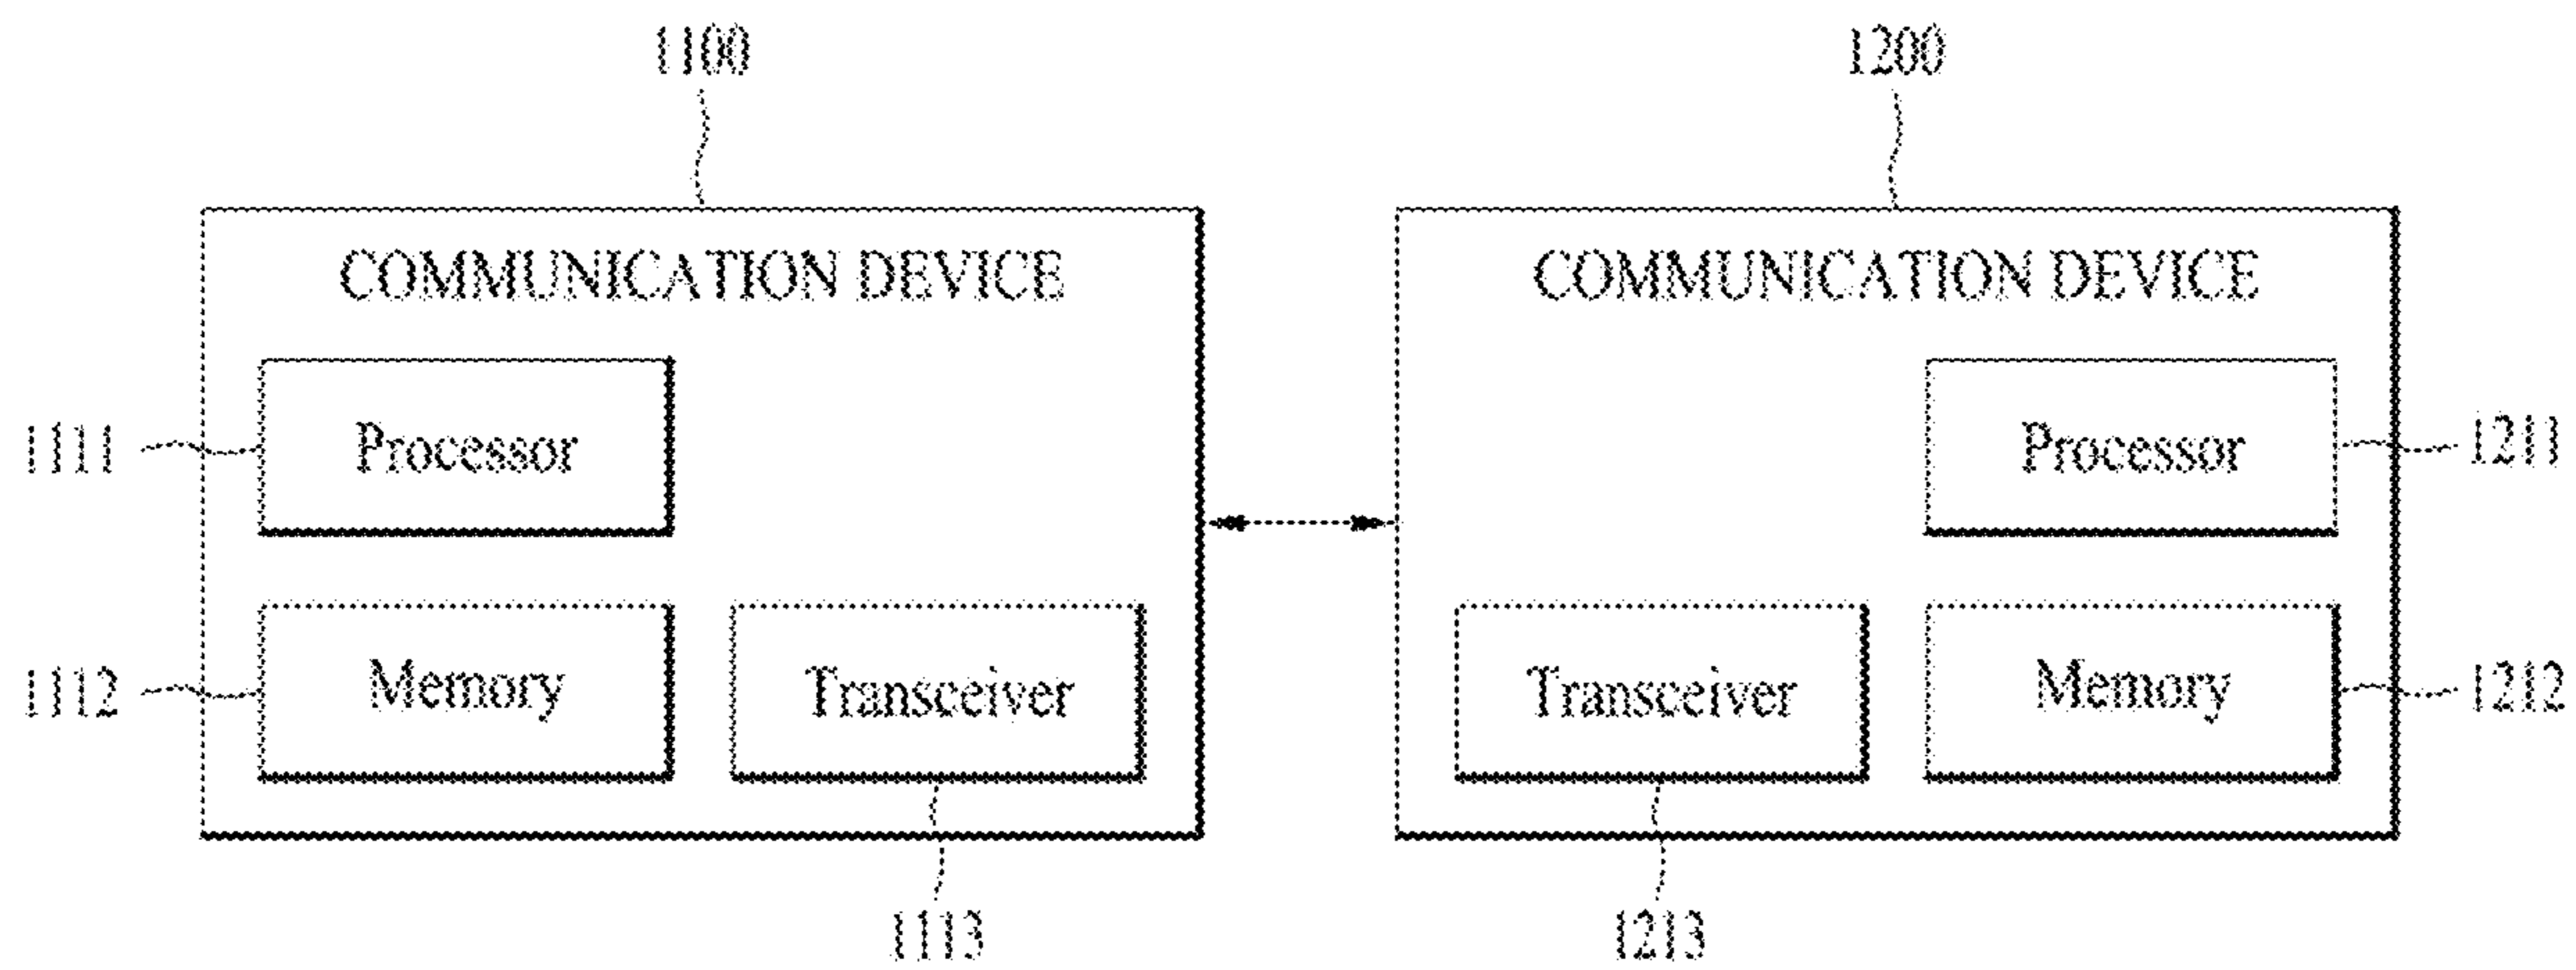 1100
1200
COMMUNICATION DEVICE
COMMUNICATION DEVICE
1111
Processor
Processor
1211
1112
Memory
Transceiver
Transceiver
Memory
1212
1113
1213